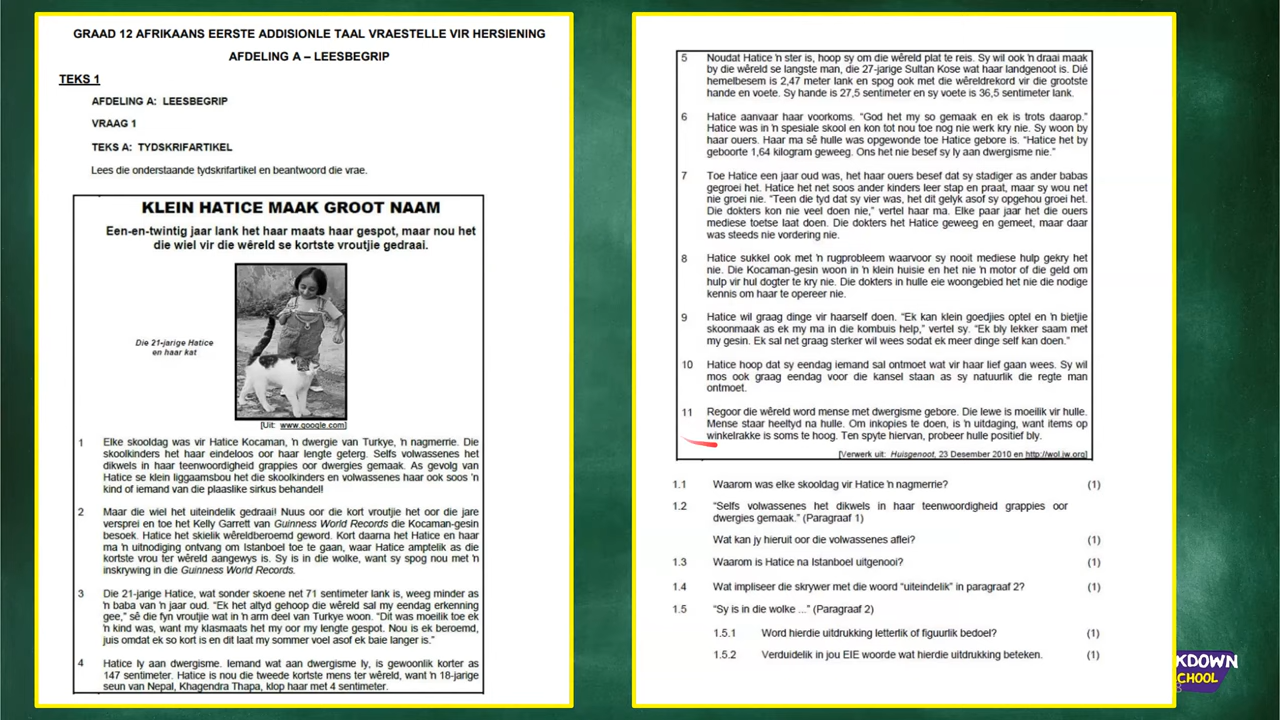 GRAAD 12 AFRIKAANS EERSTE ADDISIONLE TAAL VRAESTELLE VIR HERSIENING
AFDELING A – LEESBEGRIP
TEKS 1
AFDELING A: LEESBEGRIP
VRAAG 1
TEKS A: TYDSKRIFARTIKEL
Lees die onderstaande tydskrifartikel en beantwoord die vrae.
KLEIN HATICE MAAK GROOT NAAM
Een-en-twintig jaar lank het haar maats haar gespot, maar nou het
die wiel vir die wêreld se kortste vroutjie gedraai.
Die 21-jarige Hatice
en haar kat
[Uit: www.google.com]
1 Elke skooldag was vir Hatice Kocaman, 'n dwergie van Turkye, 'n nagmerrie. Die
skoolkinders het haar eindeloos oor haar lengte geterg. Selfs volwassenes het
dikwels in haar teenwoordigheid grappies oor dwergies gemaak. As gevolg van
Hatice se klein liggaamsbou het die skoolkinders en volwassenes haar ook soos 'n
kind of iemand van die plaaslike sirkus behandel!
2 Maar die wiel het uiteindelik gedraai! Nuus oor die kort vroutjie het oor die jare
versprei en toe het Kelly Garrett van Guinness World Records die Kocaman-gesin
besoek. Hatice het skielik wêreldberoemd geword. Kort daarna het Hatice en haar
ma 'n uitnodiging ontvang om Istanboel toe te gaan, waar Hatice amptelik as die
kortste vrou ter wêreld aangewys is. Sy is in die wolke, want sy spog nou met 'n
inskrywing in die Guinness World Records.
3 Die 21-jarige Hatice, wat sonder skoene net 71 sentimeter lank is, weeg minder as
'n baba van 'n jaar oud. "Ek het altyd gehoop die wêreld sal my eendag erkenning
gee," sê die fyn vroutjie wat in 'n arm deel van Turkye woon. "Dit was moeilik toe ek
'n kind was, want my klasmaats het my oor my lengte gespot. Nou is ek beroemd,
juis omdat ek so kort is en dit laat my sommer voel asof ek baie langer is."
4 Hatice ly aan dwergisme. Iemand wat aan dwergisme ly, is gewoonlik korter as
147 sentimeter. Hatice is nou die tweede kortste mens ter wêreld, want 'n 18-jarige
seun van Nepal, Khagendra Thapa, klop haar met 4 sentimeter.
5 Noudat Hatice 'n ster is, hoop sy om die wêreld plat te reis. Sy wil ook 'n draai maak
by die wêreld se langste man, die 27-jarige Sultan Kose wat haar landgenoot is. Dié
hemelbesem is 2,47 meter lank en spog ook met die wêreldrekord vir die grootste
hande en voete. Sy hande is 27,5 sentimeter en sy voete is 36,5 sentimeter lank.
6 Hatice aanvaar haar voorkoms. "God het my so gemaak en ek is trots daarop."
Hatice was in 'n spesiale skool en kon tot nou toe nog nie werk kry nie. Sy woon by
haar ouers. Haar ma sê hulle was opgewonde toe Hatice gebore is. "Hatice het by
geboorte 1,64 kilogram geweeg. Ons het nie besef sy ly aan dwergisme nie."
7 Toe Hatice een jaar oud was, het haar ouers besef dat sy stadiger as ander babas
gegroei het. Hatice het net soos ander kinders leer stap en praat, maar sy wou net
nie groei nie. "Teen die tyd dat sy vier was, het dit gelyk asof sy opgehou groei het.
Die dokters kon nie veel doen nie," vertel haar ma. Elke paar jaar het die ouers
mediese toetse laat doen. Die dokters het Hatice geweeg en gemeet, maar daar
was steeds nie vordering nie.
8 Hatice sukkel ook met 'n rugprobleem waarvoor sy nooit mediese hulp gekry het
nie. Die Kocaman-gesin woon in 'n klein huisie en het nie 'n motor of die geld om
hulp vir hul dogter te kry nie. Die dokters in hulle eie woongebied het nie die nodige
kennis om haar te opereer nie.
9 Hatice wil graag dinge vir haarself doen. "Ek kan klein goedjies optel en 'n bietjie
skoonmaak as ek my ma in die kombuis help," vertel sy. "Ek bly lekker saam met
my gesin. Ek sal net graag sterker wil wees sodat ek meer dinge self kan doen."
10 Hatice hoop dat sy eendag iemand sal ontmoet wat vir haar lief gaan wees. Sy wil
mos ook graag eendag voor die kansel staan as sy natuurlik die regte man
ontmoet.
11 Regoor die wêreld word mense met dwergisme gebore. Die lewe is moeilik vir hulle.
Mense staar heeltyd na hulle. Om inkopies te doen, is 'n uitdaging, want items op
winkelrakke is soms te hoog. Ten spyte hiervan, probeer hulle positief bly.
[Verwerk uit: Huisgenoot, 23 Desember 2010 en http://wol.jw.org]
1.1 Waarom was elke skooldag vir Hatice 'n nagmerrie? (1)
1.2 "Selfs volwassenes het dikwels in haar teenwoordigheid grappies oor
dwergies gemaak." (Paragraaf 1)
Wat kan jy hieruit oor die volwassenes aflei? (1)
1.3 Waarom is Hatice na Istanboel uitgenooi? (1)
1.4 Wat impliseer die skrywer met die woord "uiteindelik" in paragraaf 2? (1)
1.5 "Sy is in die wolke ..." (Paragraaf 2)
1.5.1 Word hierdie uitdrukking letterlik of figuurlik bedoel? (1)
1.5.2 Verduidelik in jou EIE woorde wat hierdie uitdrukking beteken. (1)
KDOWN
CHOOL